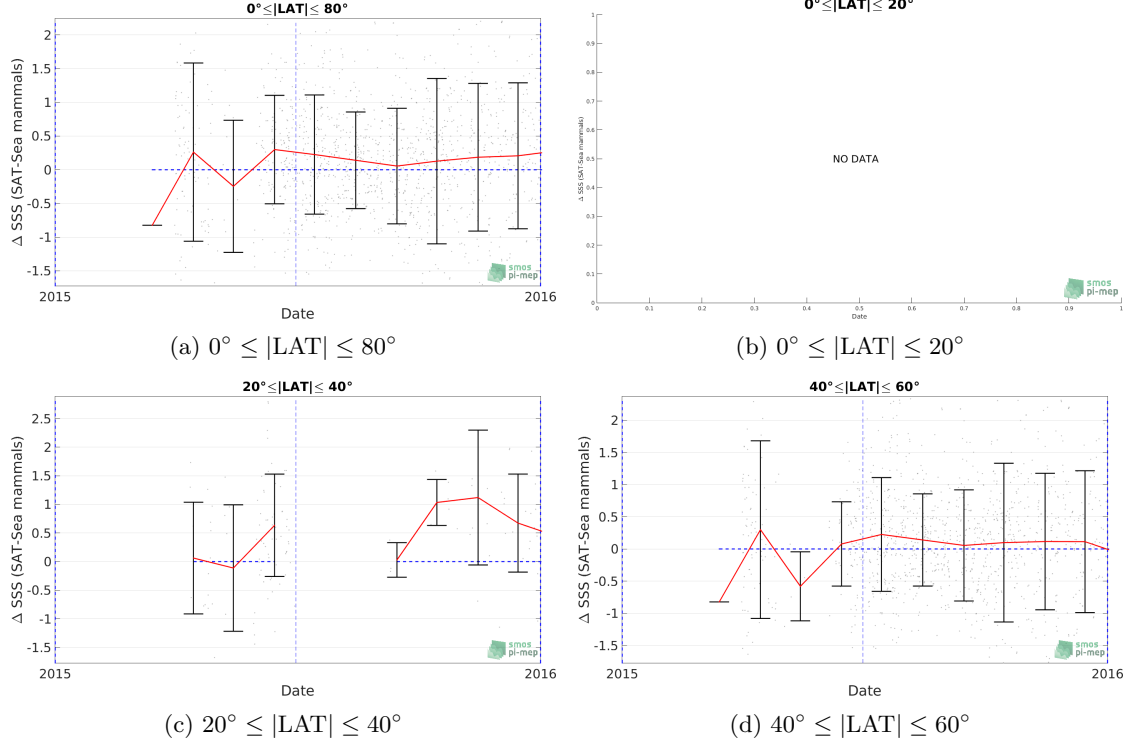 0°≤|LAT|≤ 80°
Δ SSS (SAT-Sea mammals)
2
1.5
1
0.5
0
-0.5
-1
-1.5
2015
2016
Date
smos
pi-mep
(a) 0° ≤ |LAT| ≤ 80°
0°≤|LAT|≤ 20°
Δ SSS (SAT-Sea mammals)
1
0.9
0.8
0.7
0.6
0.5
0.4
0.3
0.2
0.1
0
NO DATA
0
0.1
0.2
0.3
0.4
0.5
0.6
0.7
0.8
0.9
1
Date
smos
pi-mep
(b) 0° ≤ |LAT| ≤ 20°
20°≤|LAT|≤ 40°
Δ SSS (SAT-Sea mammals)
2.5
2
1.5
1
0.5
0
-0.5
-1
-1.5
2015
2016
Date
smos
pi-mep
(c) 20° ≤ |LAT| ≤ 40°
40°≤|LAT|≤ 60°
Δ SSS (SAT-Sea mammals)
2
1.5
1
0.5
0
-0.5
-1
-1.5
2015
2016
Date
smos
pi-mep
(d) 40° ≤ |LAT| ≤ 60°